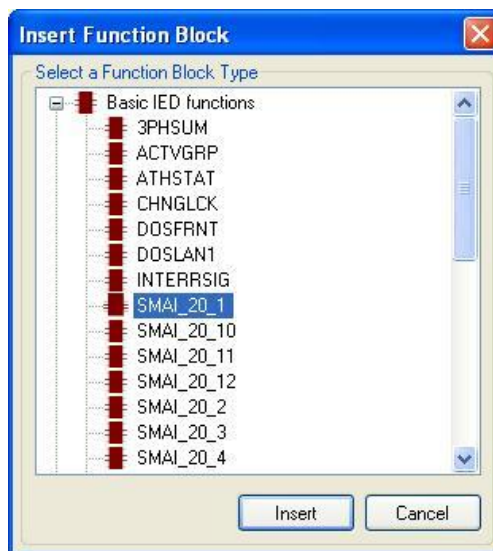 Insert Function Block
Select a Function Block Type
Basic IED functions
3PHSUM
ACTVGRP
ATHSTAT
CHNGLCK
DOSFRNT
DOSLAN1
INTERRSIG
SMAI_20_1
SMAI_20_10
SMAI_20_11
SMAI_20_12
SMAI_20_2
SMAI_20_3
SMAI_20_4
Insert Cancel